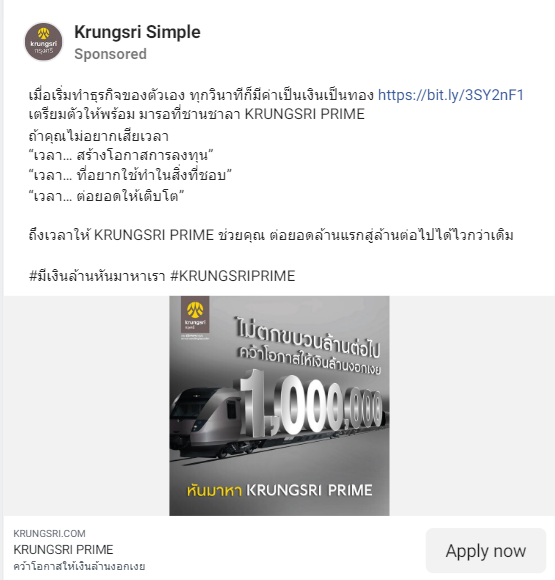 Krungsri Simple
Sponsored
krungsri
กรุงศรี
เมื่อเริ่มทำธุรกิจของตัวเอง ทุกวินาทีก็มีค่าเป็นเงินเป็นทอง https://bit.ly/3SY2nF1
เตรียมตัวให้พร้อม มารอที่ชานชาลา KRUNGSRI PRIME
ถ้าคุณไม่อยากเสียเวลา
“เวลา... สร้างโอกาสการลงทุน”
“เวลา... ที่อยากใช้ทำในสิ่งที่ชอบ”
“เวลา... ต่อยอดให้เติบโต”
ถึงเวลาให้ KRUNGSRI PRIME ช่วยคุณ ต่อยอดล้านแรกสู่ล้านต่อไปได้ไวกว่าเดิม
#มีเงินล้านหันมาหาเรา #KRUNGSRIPRIME
krungsri
กรุงศรี
ไม่ตกขบวนล้านต่อไป
คว้าโอกาสให้เงินล้านงอกเงย
1,000,000
หันมาหา KRUNGSRI PRIME
KRUNGSRI.COM
KRUNGSRI PRIME
คว้าโอกาสให้เงินล้านงอกเงย
Apply now